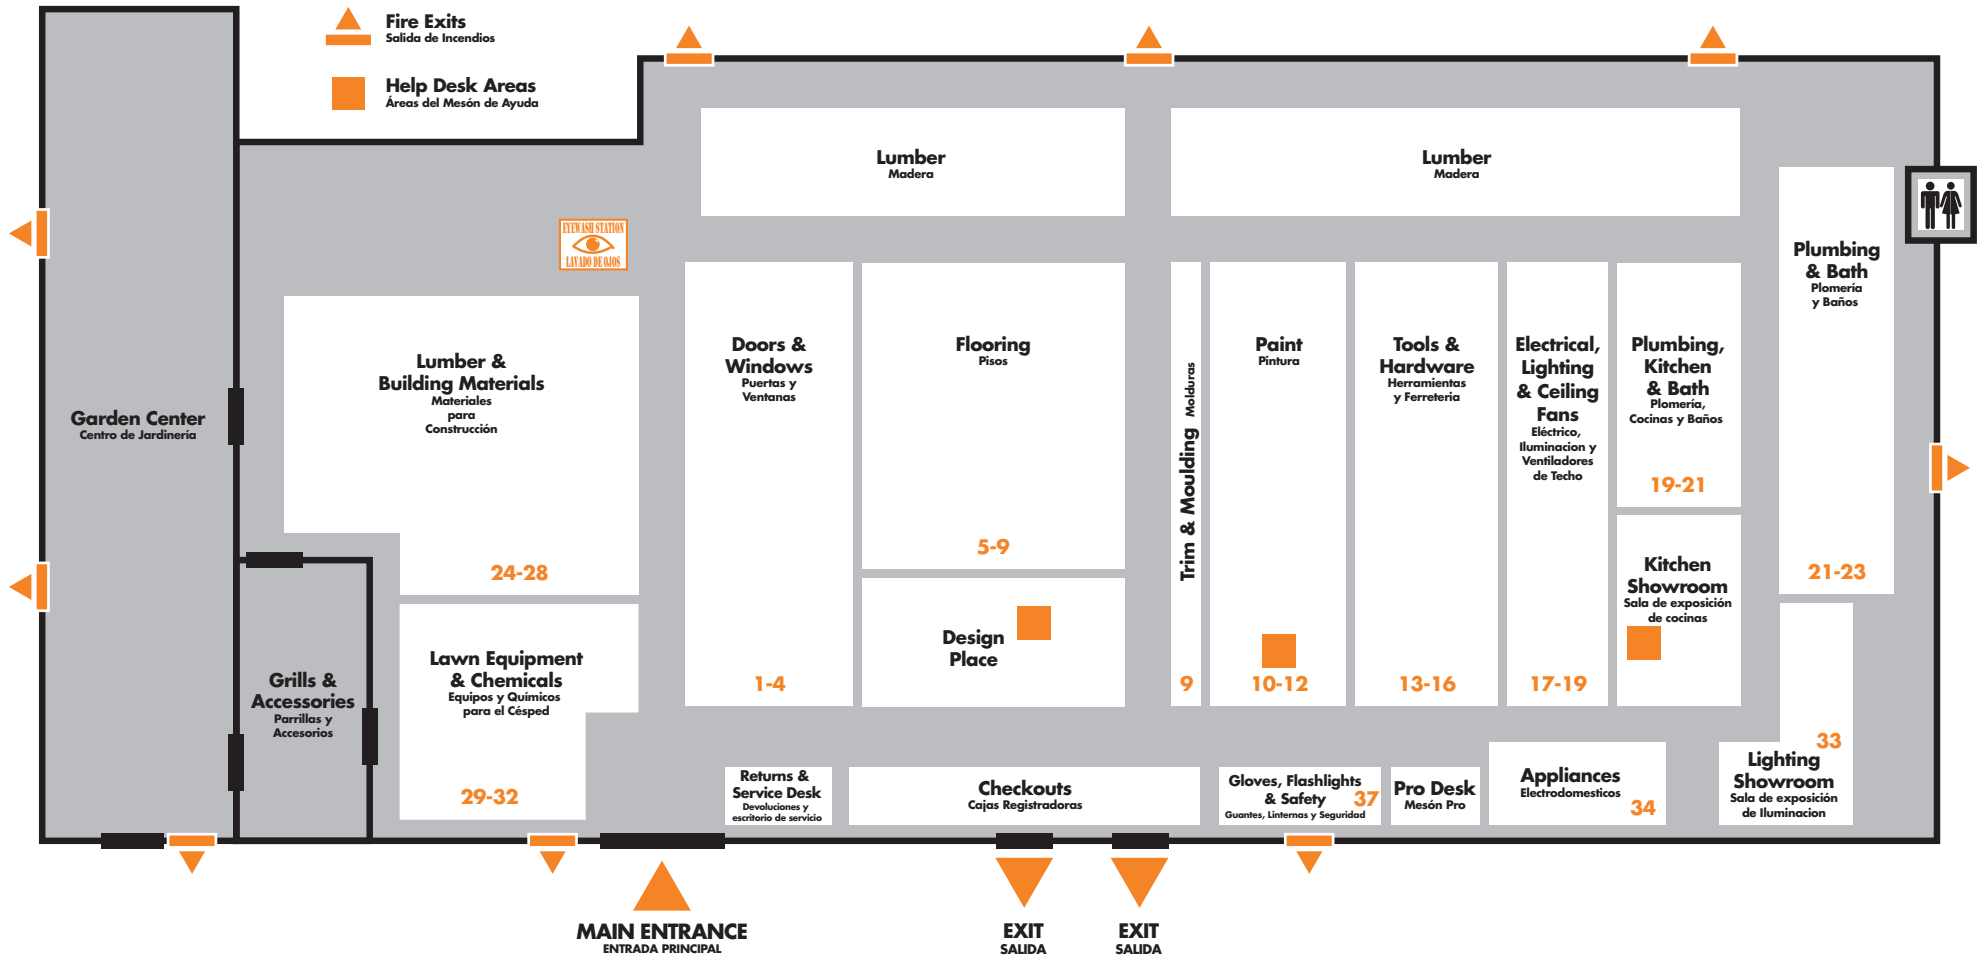 Fire Exits
Salida de Incendios
Help Desk Areas
Áreas del Mesón de Ayuda
Lumber
Madera
Lumber
Madera
EYEWASH STATION
LAVADO DE OJOS
Plumbing
& Bath
Plomería
y Baños
21-23
Garden Center
Centro de Jardinería
Lumber &
Building Materials
Materiales
para
Construcción
24-28
Doors &
Windows
Puertas y
Ventanas
1-4
Flooring
Pisos
5-9
Trim & Moulding Molduras
9
Paint
Pintura
10-12
Tools &
Hardware
Herramientas
y Ferreteria
13-16
Electrical,
Lighting
& Ceiling
Fans
Eléctrico,
Iluminacion y
Ventiladores
de Techo
17-19
Plumbing,
Kitchen
& Bath
Plomería,
Cocinas y Baños
19-21
Kitchen
Showroom
Sala de exposición
de cocinas
Design
Place
Grills &
Accessories
Parrillas y
Accesorios
Lawn Equipment
& Chemicals
Equipos y Químicos
para el Césped
29-32
Returns &
Service Desk
Devoluciones y
escritorio de servicio
Checkouts
Cajas Registradoras
Gloves, Flashlights
& Safety 37
Guantes, Linternas y Seguridad
Pro Desk
Mesón Pro
Appliances
Electrodomesticos
34
33
Lighting
Showroom
Sala de exposición
de Iluminacion
MAIN ENTRANCE
ENTRADA PRINCIPAL
EXIT
SALIDA
EXIT
SALIDA